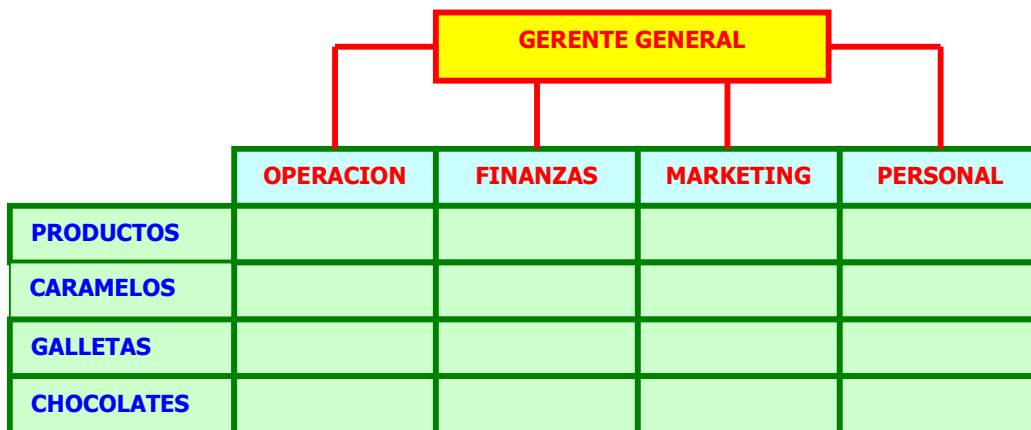 GERENTE GENERAL
OPERACION FINANZAS MARKETING PERSONAL
PRODUCTOS
CARAMELOS
GALLETAS
CHOCOLATES